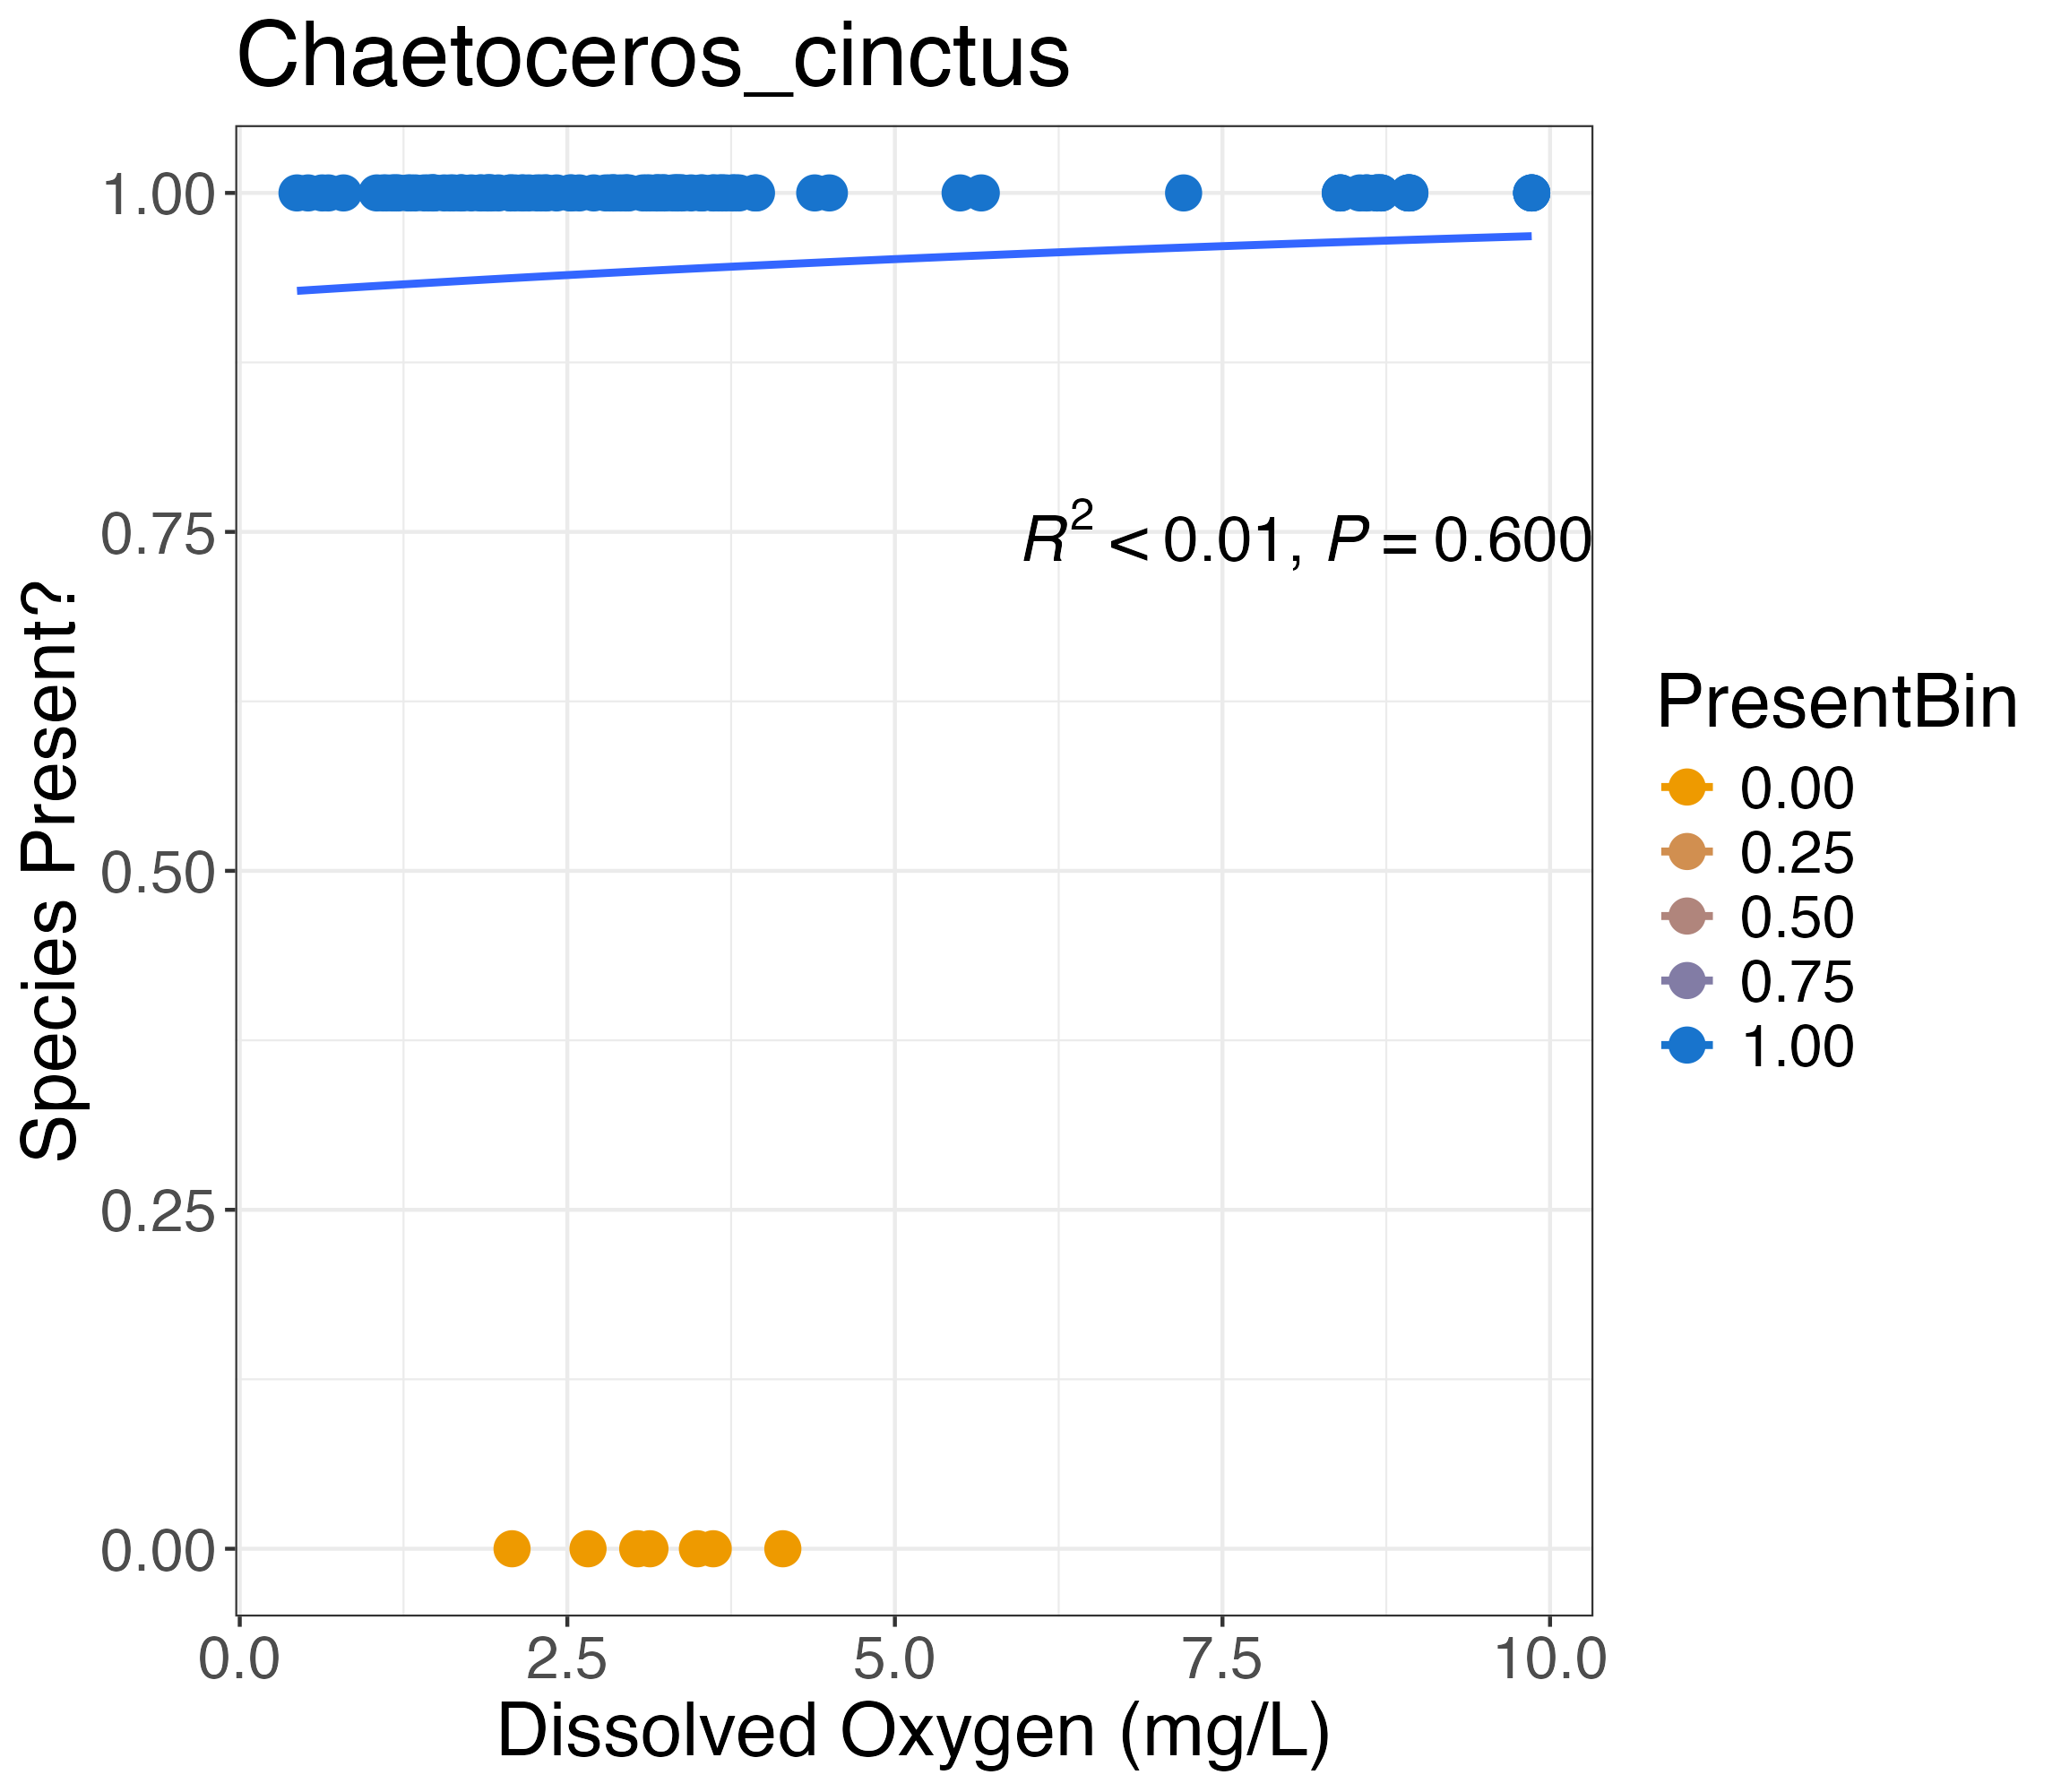 Chaetoceros_cinctus
1.00
0.75
0.50
0.25
0.00
Species Present?
R² < 0.01, P = 0.600
0.0 2.5 5.0 7.5 10.0
Dissolved Oxygen (mg/L)
PresentBin
0.00
0.25
0.50
0.75
1.00